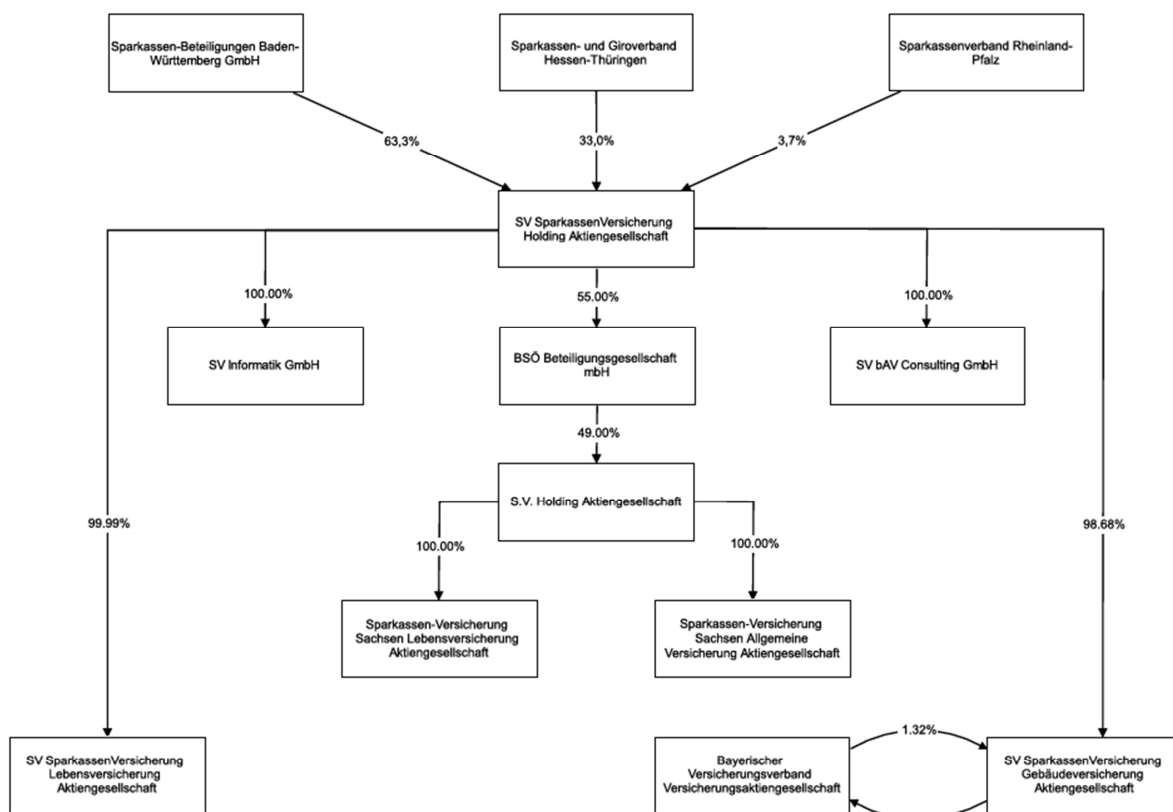 Sparkassen-Beteiligungen Baden-
Württemberg GmbH
Sparkassen- und Giroverband
Hessen-Thüringen
Sparkassenverband Rheinland-
Pfalz
63,3%
33,0%
3,7%
SV SparkassenVersicherung
Holding Aktiengesellschaft
100.00%
55.00%
100.00%
SV Informatik GmbH
BSÖ Beteiligungsgesellschaft
mbH
SV bAV Consulting GmbH
49.00%
S.V. Holding Aktiengesellschaft
99.99%
98.68%
100.00%
100.00%
Sparkassen-Versicherung
Sachsen Lebensversicherung
Aktiengesellschaft
Sparkassen-Versicherung
Sachsen Allgemeine
Versicherung Aktiengesellschaft
1.32%
SV SparkassenVersicherung
Lebensversicherung
Aktiengesellschaft
Bayerischer
Versicherungsverband
Versicherungsaktiengesellschaft
SV SparkassenVersicherung
Gebäudeversicherung
Aktiengesellschaft